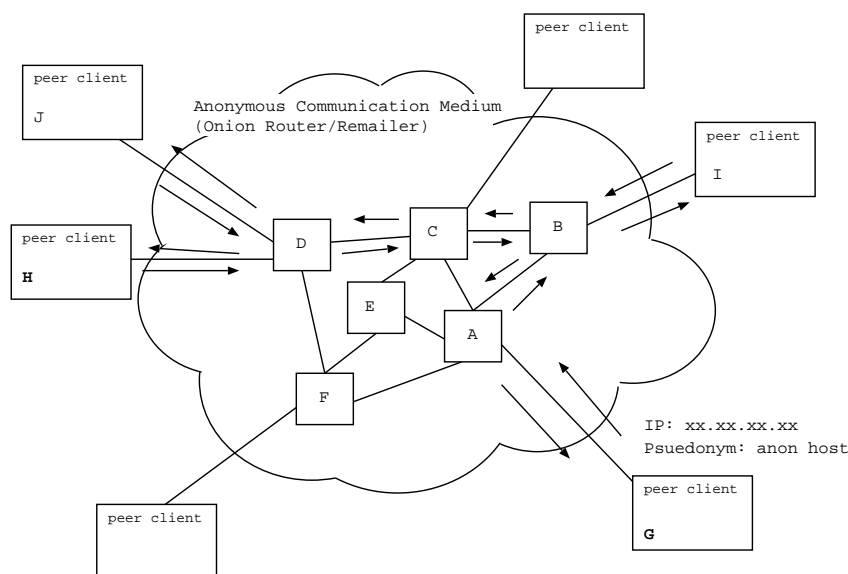 peer client
peer client
J
Anonymous Communication Medium
(Onion Router/Remailer)
peer client
I
peer client
H
D
C
B
E
A
F
IP: xx.xx.xx.xx
Psuedonym: anon host
peer client
G
peer client